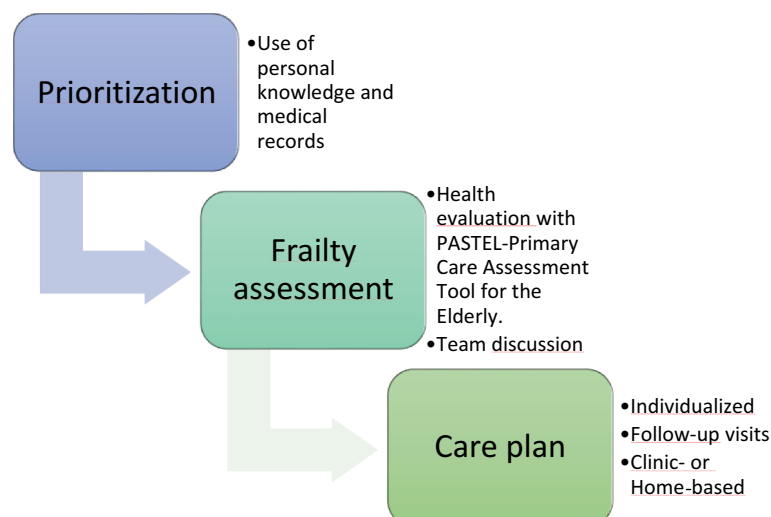 Prioritization
•Use of
personal
knowledge and
medical
records
Frailty
assessment
•Health
evaluation with
PASTEL-Primary
Care Assessment
Tool for the
Elderly.
•Team discussion
Care plan
•Individualized
•Follow-up visits
•Clinic- or
Home-based